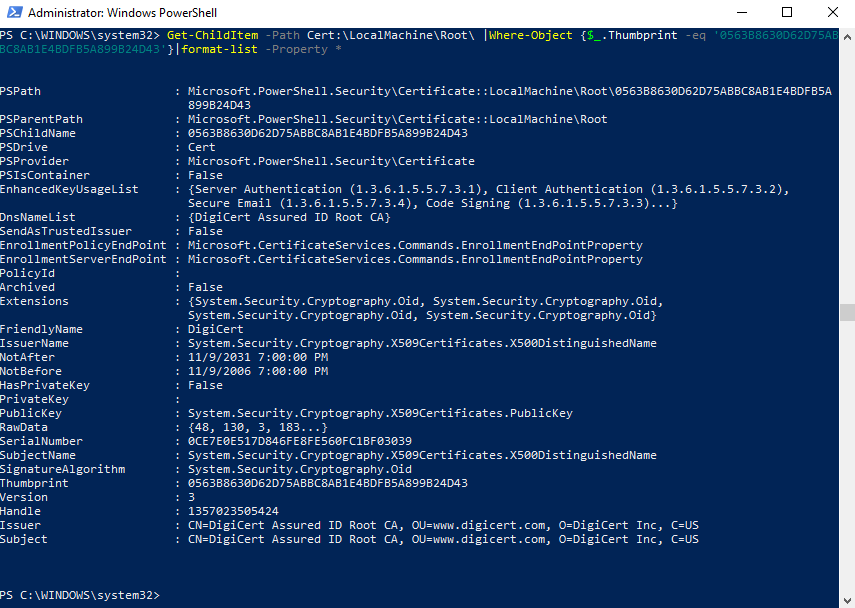 Administrator: Windows PowerShell
PS C:\WINDOWS\system32> Get-ChildItem -Path Cert:\LocalMachine\Root\ |Where-Object {$_.Thumbprint -eq '0563B8630D62D75AB
BC8AB1E4BDFB5A899B24D43'}|format-list -Property *
PSPath : Microsoft.PowerShell.Security\Certificate::LocalMachine\Root\0563B8630D62D75ABBC8AB1E4BDFB5A
899B24D43
PSParentPath : Microsoft.PowerShell.Security\Certificate::LocalMachine\Root
PSChildName : 0563B8630D62D75ABBC8AB1E4BDFB5A899B24D43
PSDrive : Cert
PSProvider : Microsoft.PowerShell.Security\Certificate
PSIsContainer : False
EnhancedKeyUsageList : {Server Authentication (1.3.6.1.5.5.7.3.1), Client Authentication (1.3.6.1.5.5.7.3.2),
Secure Email (1.3.6.1.5.5.7.3.4), Code Signing (1.3.6.1.5.5.7.3.3)...}
DnsNameList : {DigiCert Assured ID Root CA}
SendAsTrustedIssuer : False
EnrollmentPolicyEndPoint : Microsoft.CertificateServices.Commands.EnrollmentEndPointProperty
EnrollmentServerEndPoint : Microsoft.CertificateServices.Commands.EnrollmentEndPointProperty
PolicyId :
Archived : False
Extensions : {System.Security.Cryptography.Oid, System.Security.Cryptography.Oid,
System.Security.Cryptography.Oid, System.Security.Cryptography.Oid}
FriendlyName : DigiCert
IssuerName : System.Security.Cryptography.X509Certificates.X500DistinguishedName
NotAfter : 11/9/2031 7:00:00 PM
NotBefore : 11/9/2006 7:00:00 PM
HasPrivateKey : False
PrivateKey :
PublicKey : System.Security.Cryptography.X509Certificates.PublicKey
RawData : {48, 130, 3, 183...}
SerialNumber : 0CE7E0E517D846FE8FE560FC1BF03039
SubjectName : System.Security.Cryptography.X509Certificates.X500DistinguishedName
SignatureAlgorithm : System.Security.Cryptography.Oid
Thumbprint : 0563B8630D62D75ABBC8AB1E4BDFB5A899B24D43
Version : 3
Handle : 1357023505424
Issuer : CN=DigiCert Assured ID Root CA, OU=www.digicert.com, O=DigiCert Inc, C=US
Subject : CN=DigiCert Assured ID Root CA, OU=www.digicert.com, O=DigiCert Inc, C=US
PS C:\WINDOWS\system32>